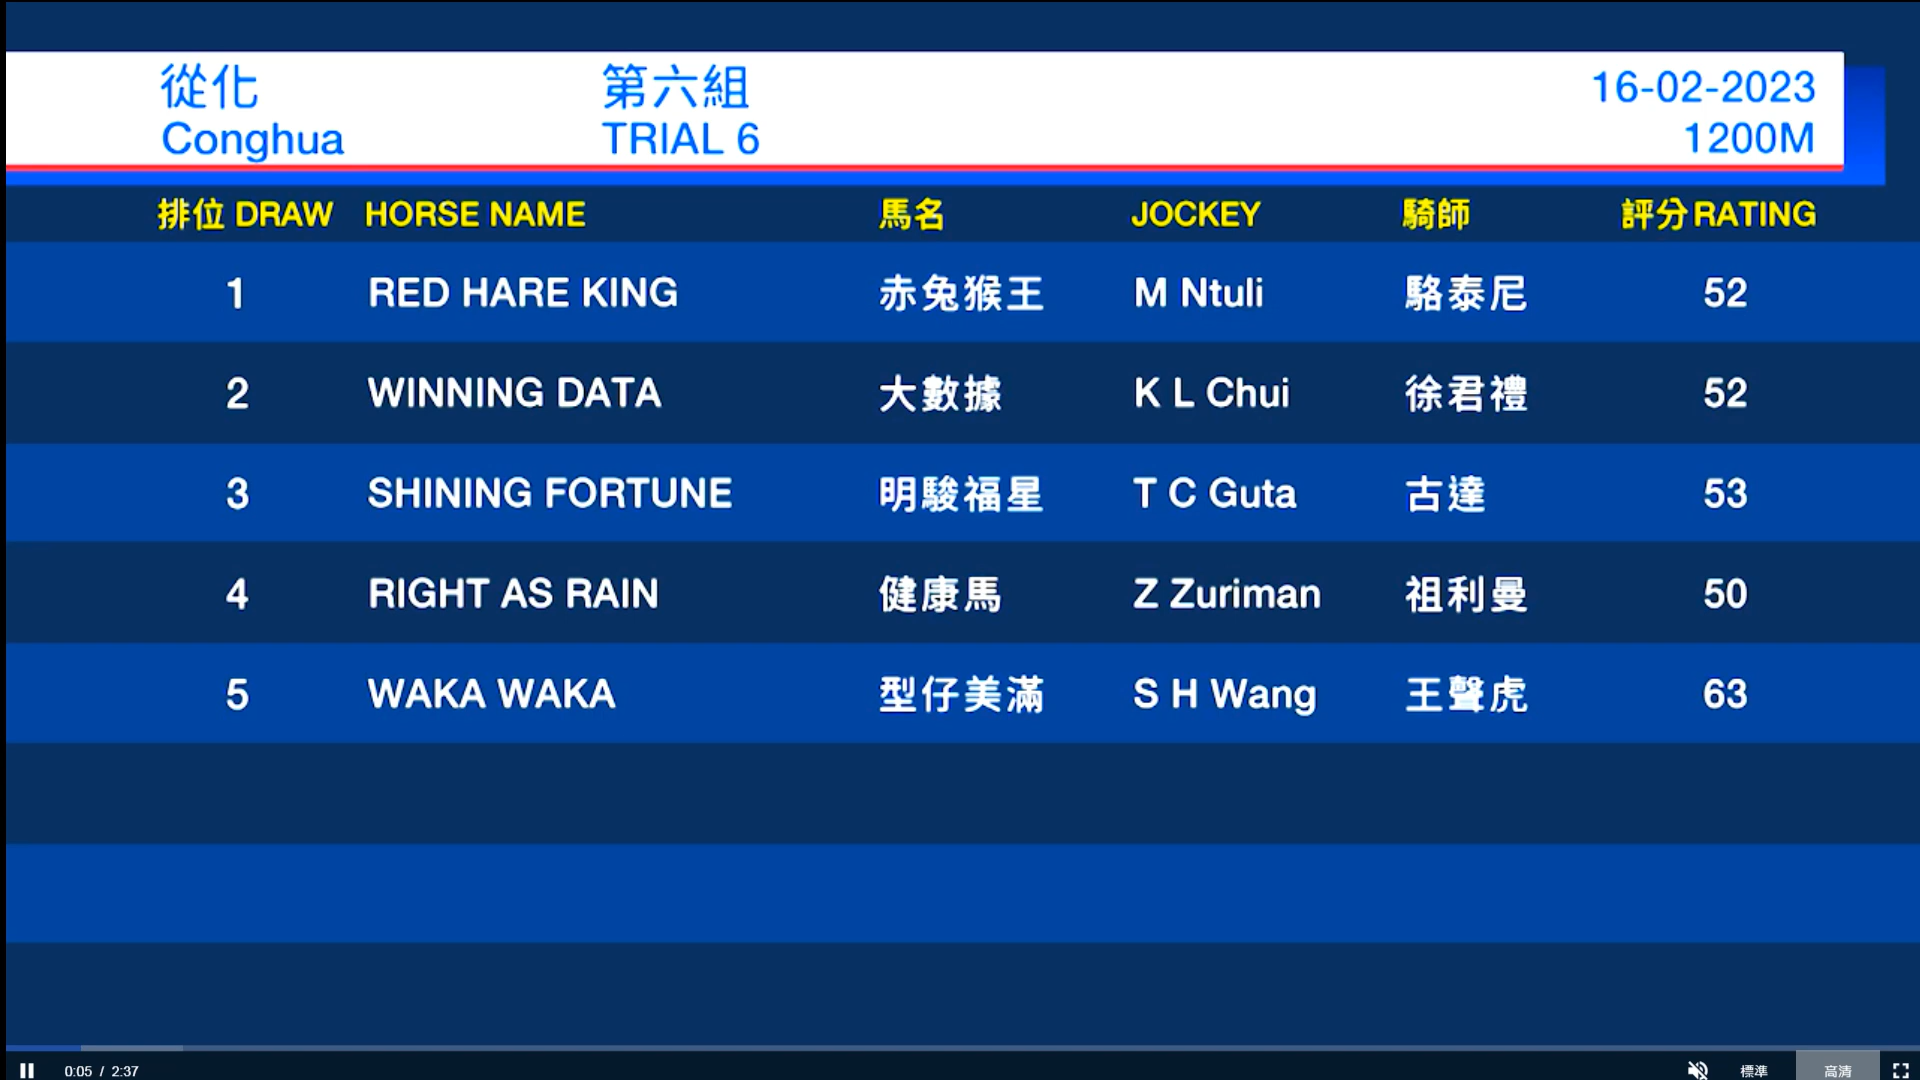 從化 第六組 16-02-2023
Conghua TRIAL 6 1200M
排位 DRAW HORSE NAME 馬名 JOCKEY 騎師 評分 RATING
1 RED HARE KING 赤兔猴王 M Ntuli 駱泰尼 52
2 WINNING DATA 大數據 K L Chui 徐君禮 52
3 SHINING FORTUNE 明駿福星 T C Guta 古達 53
4 RIGHT AS RAIN 健康馬 Z Zuriman 祖利曼 50
5 WAKA WAKA 型仔美滿 S H Wang 王聲虎 63
0:05 / 2:37 標準 高清